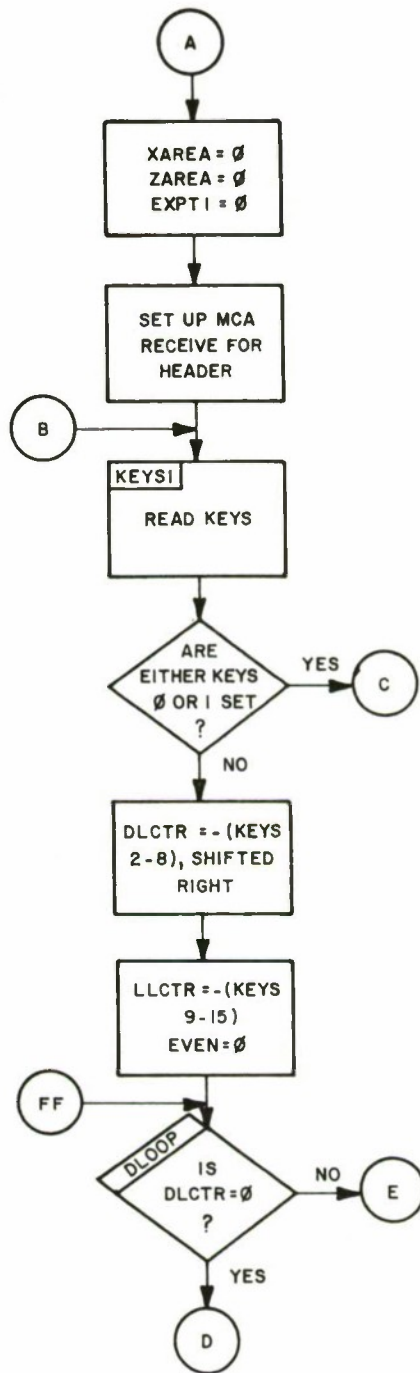 A
XAREA = Ø
ZAREA = Ø
EXPT1 = Ø
SET UP MCA
RECEIVE FOR
HEADER
B
KEYS1
READ KEYS
ARE
EITHER KEYS
Ø OR 1 SET
?
YES
C
NO
DLCTR = -(KEYS
2-8), SHIFTED
RIGHT
LLCTR = -(KEYS
9-15)
EVEN = Ø
FF
DLOOP
IS
DLCTR = Ø
?
NO
E
YES
D